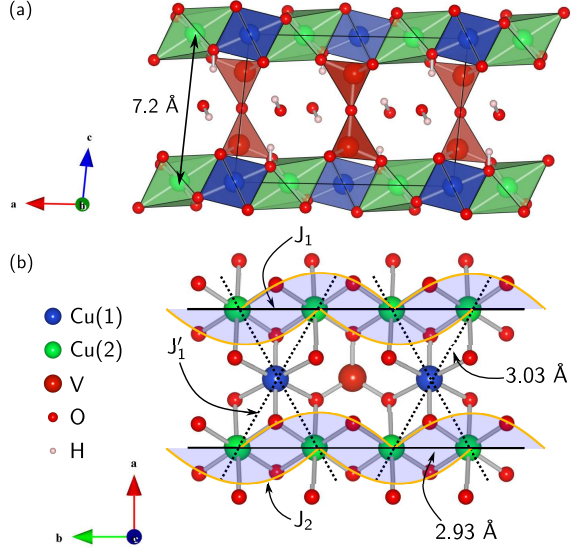 (a)
7.2 Å
c
a
b
(b)
J₁
Cu(1)
Cu(2)
V
O
H
J₁′
3.03 Å
J₂
2.93 Å
a
b
c